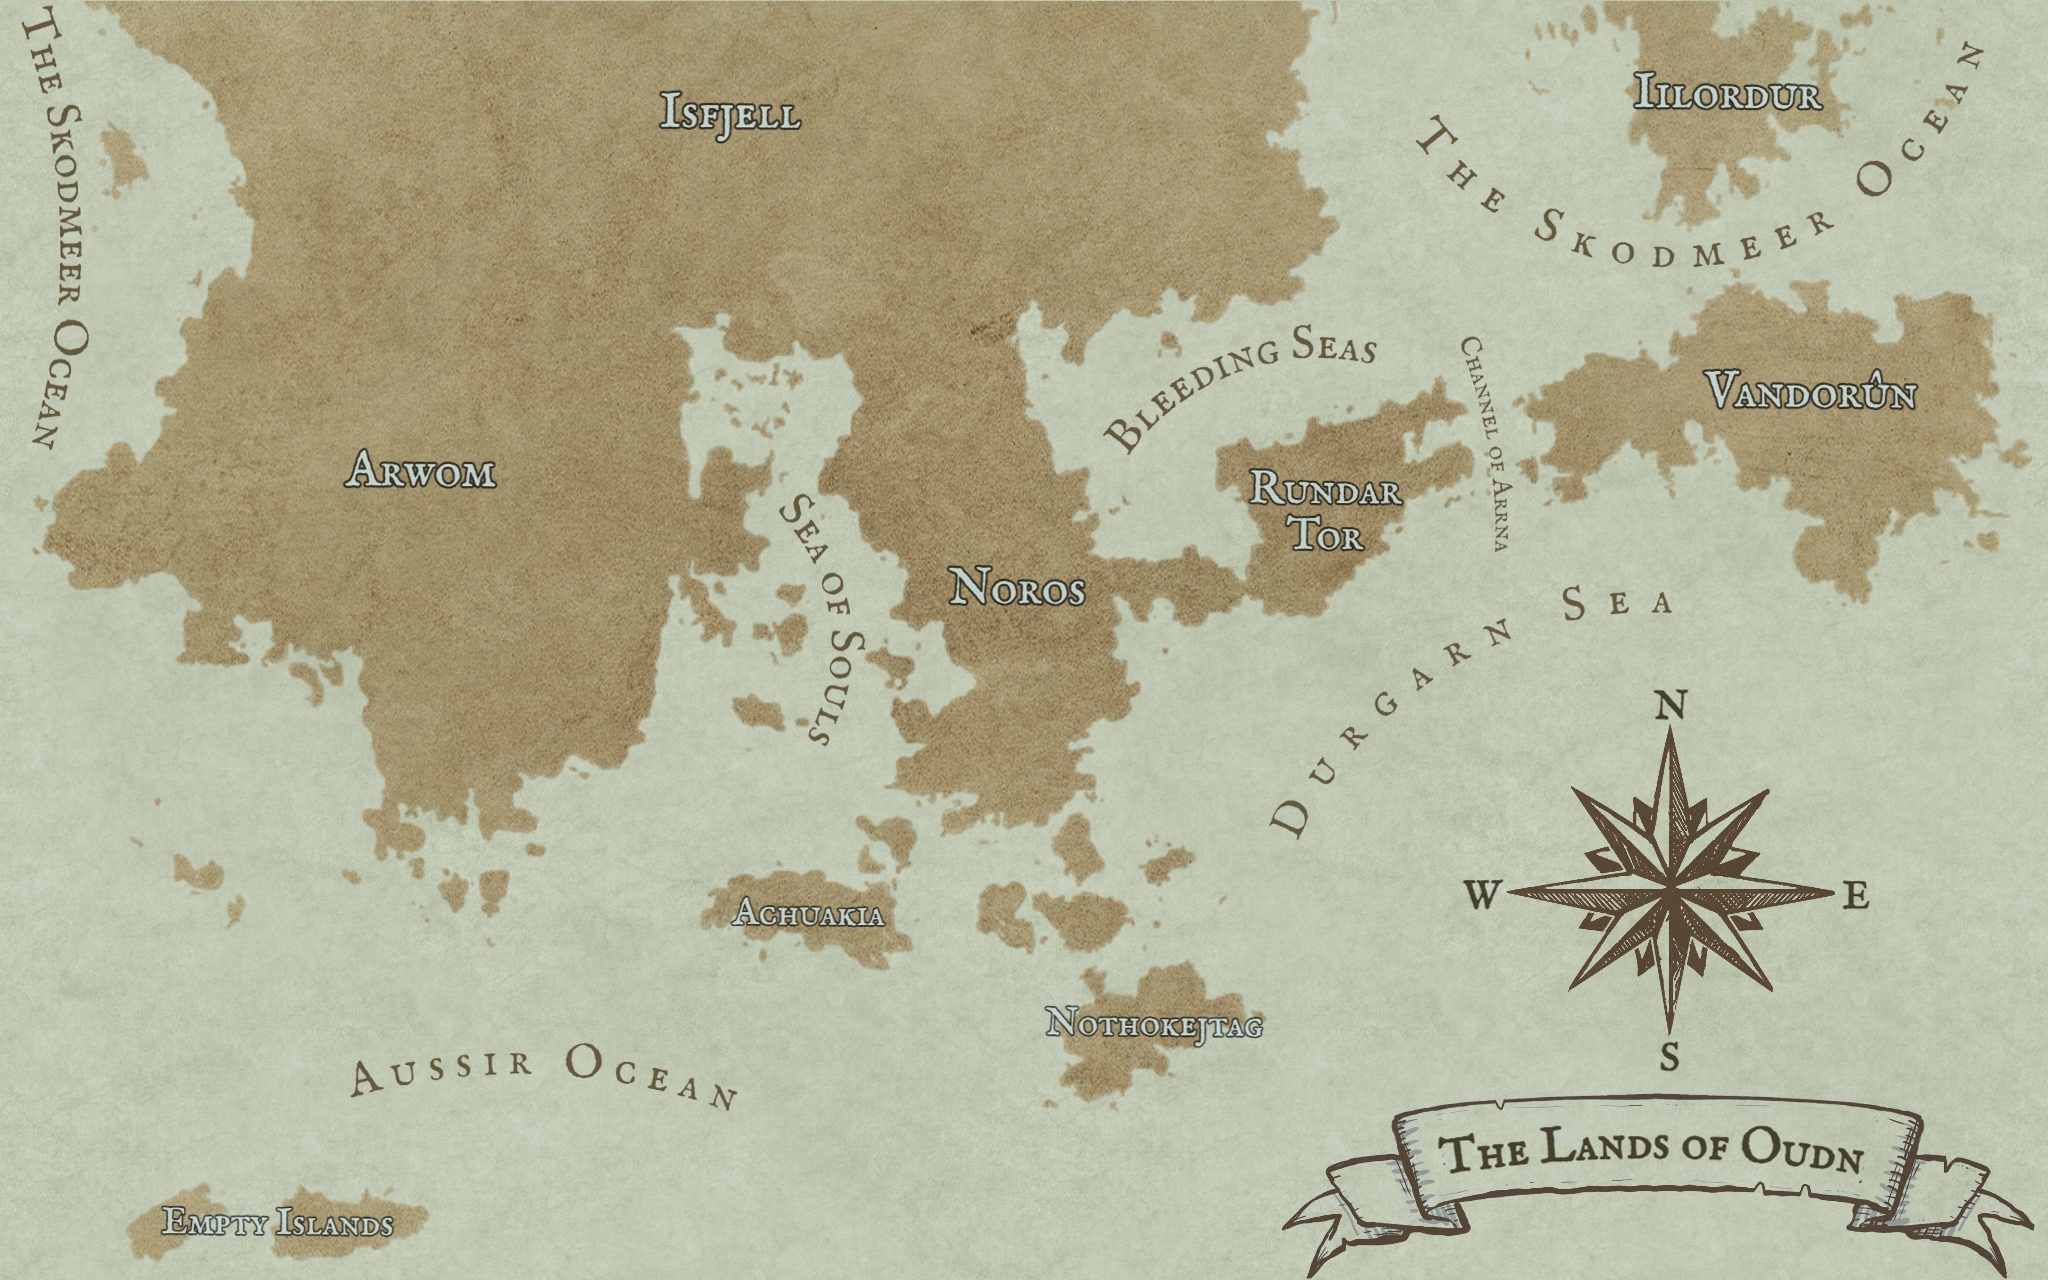 The Skodmeer Ocean
Isfjell
Iilordur
The Skodmeer Ocean
Bleeding Seas
Channel of Arrna
Vandorûn
Arwom
Rundar
Tor
Sea of Souls
Noros
Durgarn Sea
N
W
E
S
Achuakia
Nothokejtag
Aussir Ocean
The Lands of Oudn
Empty Islands